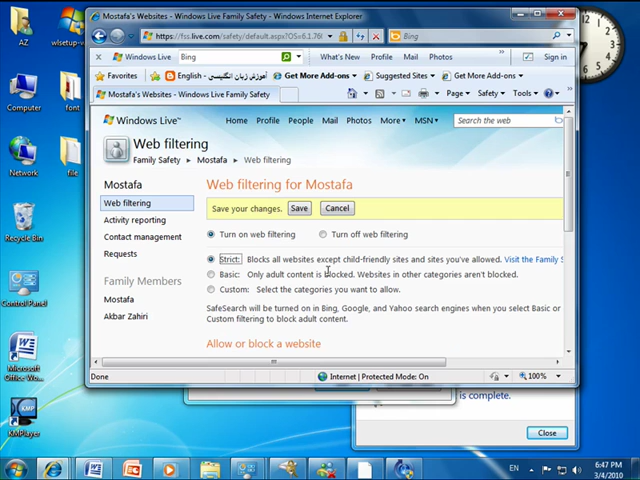 Mostafa's Websites - Windows Live Family Safety - Windows Internet Explorer
https://fss.live.com/safety/default.aspx?OS=6.1.760
Bing
Windows Live Bing What's New Profile Mail Photos Sign in
Favorites English - آموزش زبان انگلیسی Get More Add-ons Suggested Sites Get More Add-ons
Mostafa's Websites - Windows Live Family Safety
Page Safety Tools
Windows Live™ Home Profile People Mail Photos More MSN Search the web
Web filtering
Family Safety Mostafa Web filtering
Mostafa
Web filtering
Activity reporting
Contact management
Requests
Family Members
Mostafa
Akbar Zahiri
Web filtering for Mostafa
Save your changes. Save Cancel
Turn on web filtering Turn off web filtering
Strict: Blocks all websites except child-friendly sites and sites you've allowed. Visit the Family S
Basic: Only adult content is blocked. Websites in other categories aren't blocked.
Custom: Select the categories you want to allow.
SafeSearch will be turned on in Bing, Google, and Yahoo search engines when you select Basic or
Custom filtering to block adult content.
Allow or block a website
Done Internet | Protected Mode: On 100%
is complete.
Close
AZ
wlsetup-w
Computer
font
Network
file
Recycle Bin
Control Panel
Microsoft
Office Wo...
KMPlayer
EN 6:47 PM
3/4/2010